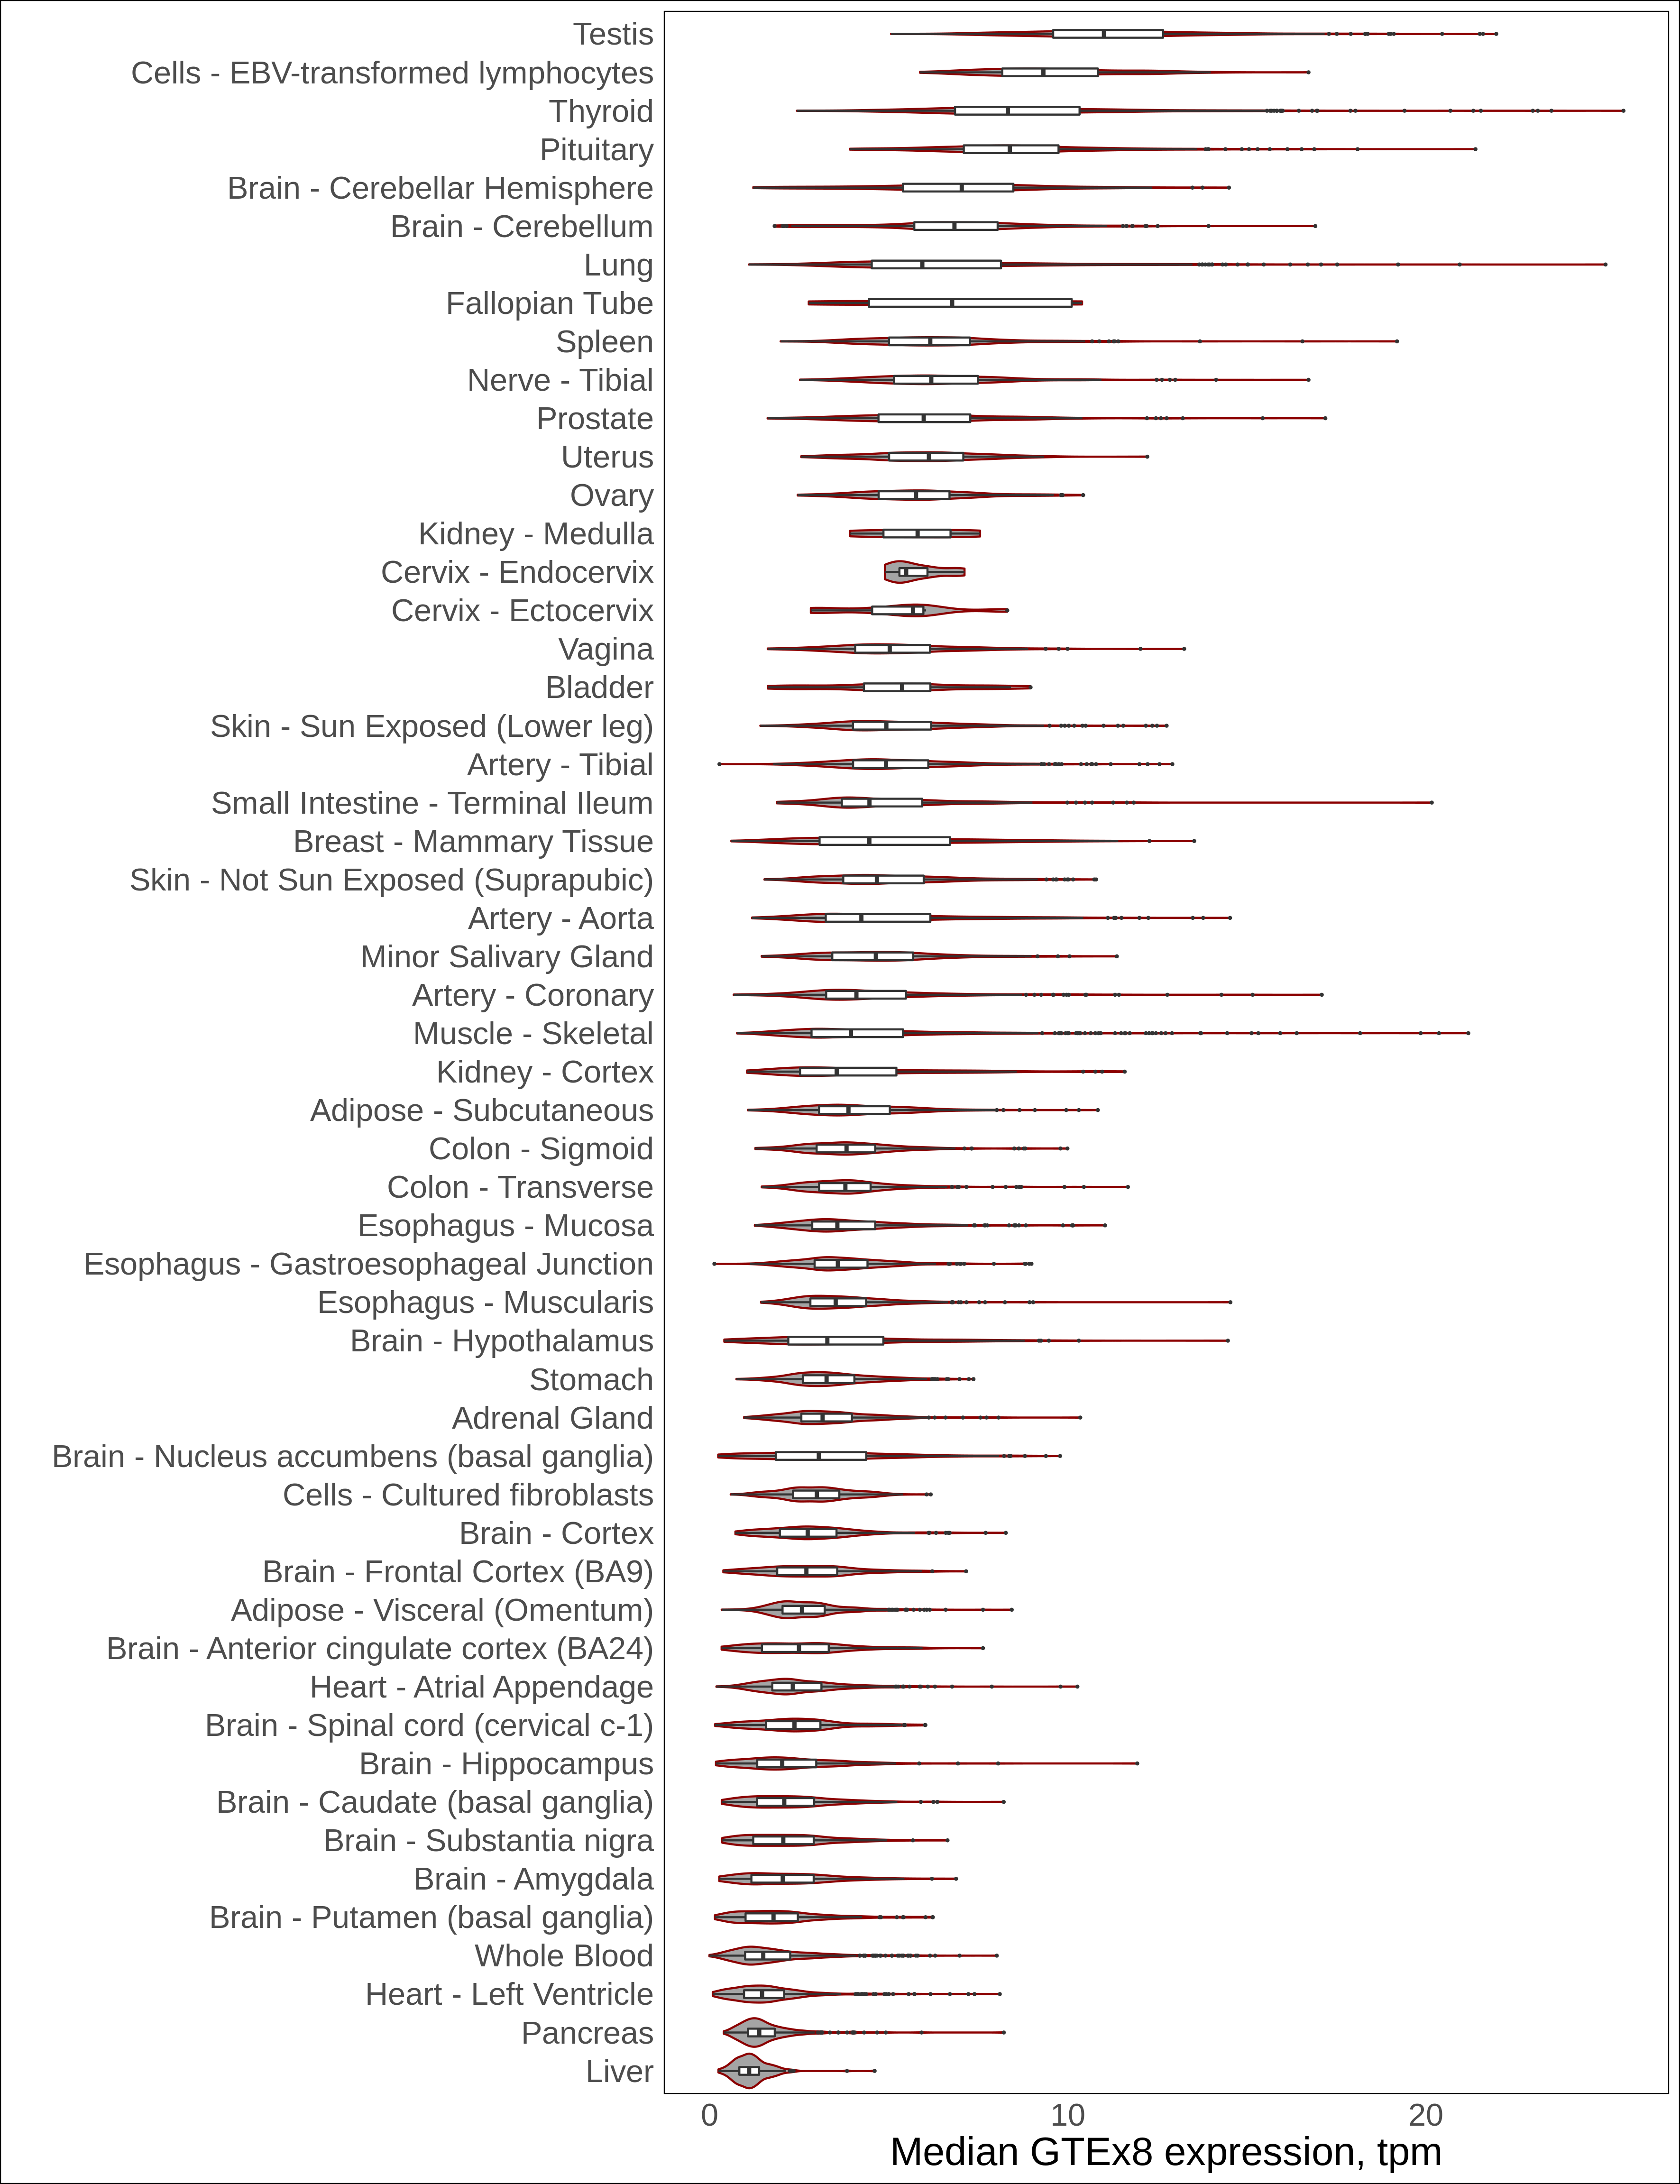 Testis
Cells - EBV-transformed lymphocytes
Thyroid
Pituitary
Brain - Cerebellar Hemisphere
Brain - Cerebellum
Lung
Fallopian Tube
Spleen
Nerve - Tibial
Prostate
Uterus
Ovary
Kidney - Medulla
Cervix - Endocervix
Cervix - Ectocervix
Vagina
Bladder
Skin - Sun Exposed (Lower leg)
Artery - Tibial
Small Intestine - Terminal Ileum
Breast - Mammary Tissue
Skin - Not Sun Exposed (Suprapubic)
Artery - Aorta
Minor Salivary Gland
Artery - Coronary
Muscle - Skeletal
Kidney - Cortex
Adipose - Subcutaneous
Colon - Sigmoid
Colon - Transverse
Esophagus - Mucosa
Esophagus - Gastroesophageal Junction
Esophagus - Muscularis
Brain - Hypothalamus
Stomach
Adrenal Gland
Brain - Nucleus accumbens (basal ganglia)
Cells - Cultured fibroblasts
Brain - Cortex
Brain - Frontal Cortex (BA9)
Adipose - Visceral (Omentum)
Brain - Anterior cingulate cortex (BA24)
Heart - Atrial Appendage
Brain - Spinal cord (cervical c-1)
Brain - Hippocampus
Brain - Caudate (basal ganglia)
Brain - Substantia nigra
Brain - Amygdala
Brain - Putamen (basal ganglia)
Whole Blood
Heart - Left Ventricle
Pancreas
Liver
0 10 20
Median GTEx8 expression, tpm